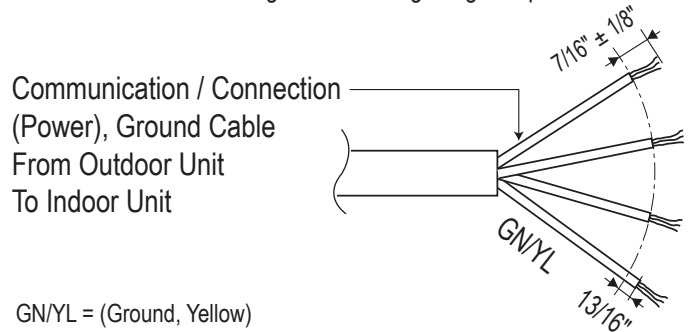 7/16" ± 1/8"
Communication / Connection
(Power), Ground Cable
From Outdoor Unit
To Indoor Unit
GN/YL
13/16"
GN/YL = (Ground, Yellow)